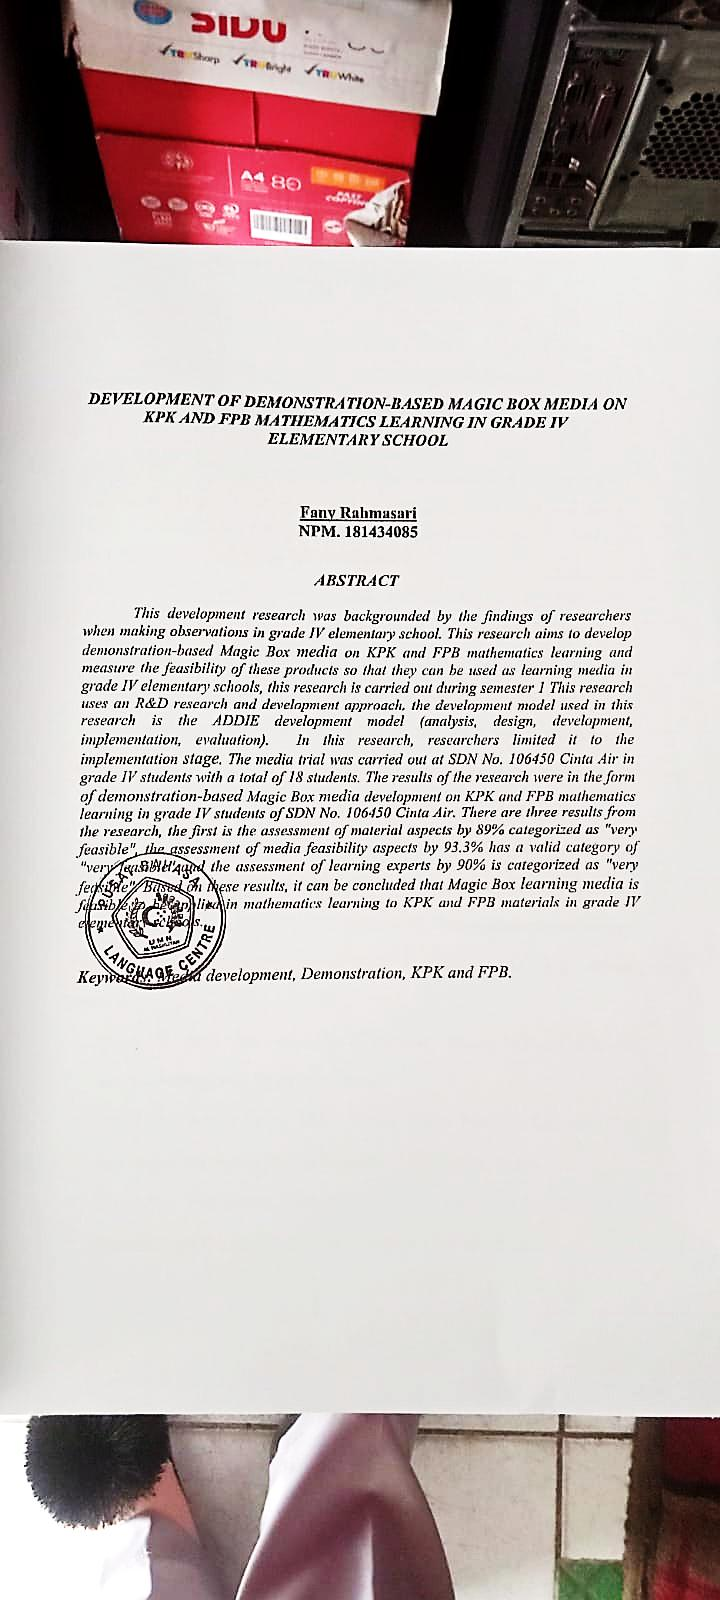 SIDU
TRUSharp TRUBright TRUWhite
A4 80
DEVELOPMENT OF DEMONSTRATION-BASED MAGIC BOX MEDIA ON
KPK AND FPB MATHEMATICS LEARNING IN GRADE IV
ELEMENTARY SCHOOL
Fany Rahmasari
NPM. 181434085
ABSTRACT
This development research was backgrounded by the findings of researchers
when making observations in grade IV elementary school. This research aims to develop
demonstration-based Magic Box media on KPK and FPB mathematics learning and
measure the feasibility of these products so that they can be used as learning media in
grade IV elementary schools, this research is carried out during semester 1 This research
uses an R&D research and development approach, the development model used in this
research is the ADDIE development model (analysis, design, development,
implementation, evaluation). In this research, researchers limited it to the
implementation stage. The media trial was carried out at SDN No. 106450 Cinta Air in
grade IV students with a total of 18 students. The results of the research were in the form
of demonstration-based Magic Box media development on KPK and FPB mathematics
learning in grade IV students of SDN No. 106450 Cinta Air. There are three results from
the research, the first is the assessment of material aspects by 89% categorized as "very
feasible", the assessment of media feasibility aspects by 93.3% has a valid category of
"very feasible" and the assessment of learning experts by 90% is categorized as "very
feasible" Based on these results, it can be concluded that Magic Box learning media is
feasible to be in mathematics learning to KPK and FPB materials in grade IV
elementary schools.
PUSAT BAHASA
UMN
LANGUAGE CENTRE
Keywords: Media development, Demonstration, KPK and FPB.